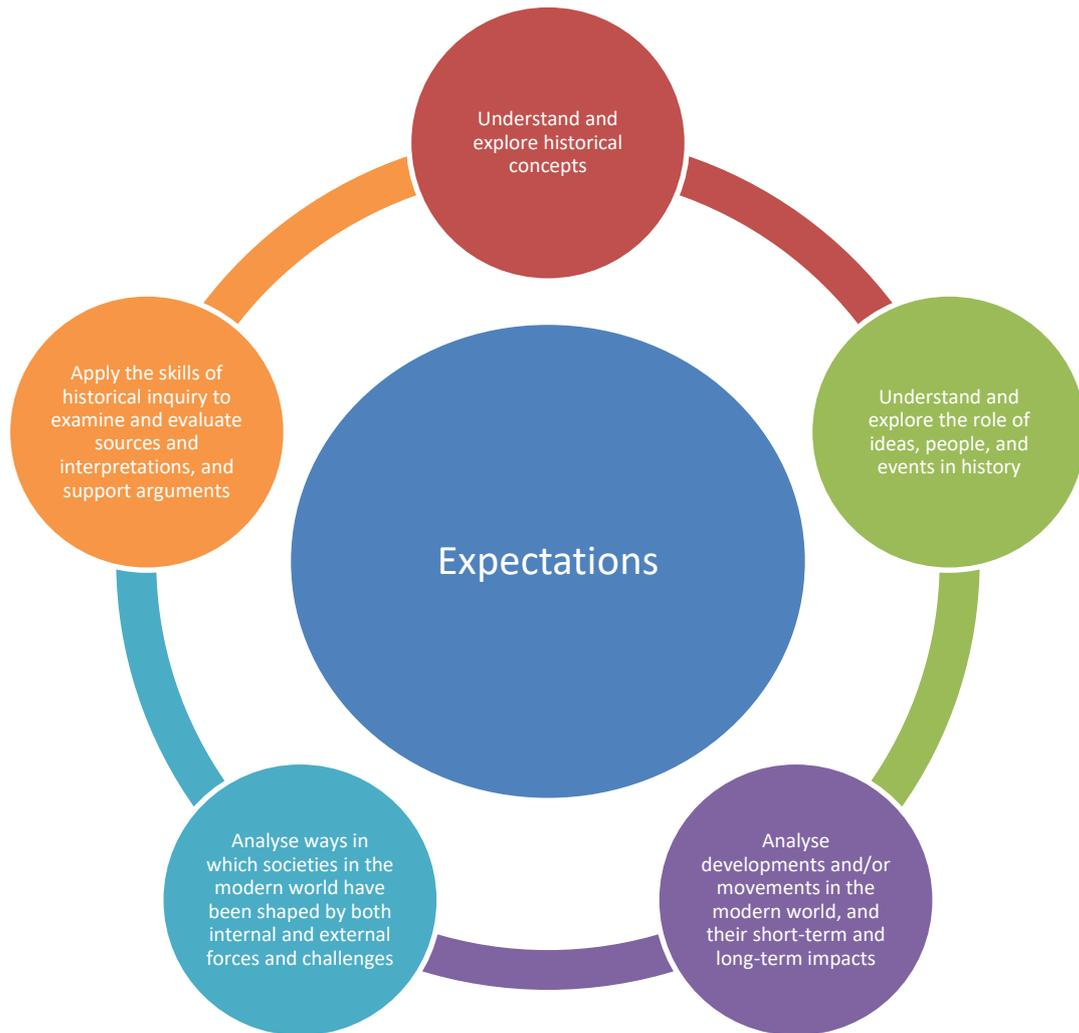 Understand and
explore historical
concepts
Understand and
explore the role of
ideas, people, and
events in history
Analyse
developments and/or
movements in the
modern world, and
their short-term and
long-term impacts
Analyse ways in
which societies in the
modern world have
been shaped by both
internal and external
forces and challenges
Apply the skills of
historical inquiry to
examine and evaluate
sources and
interpretations, and
support arguments
Expectations